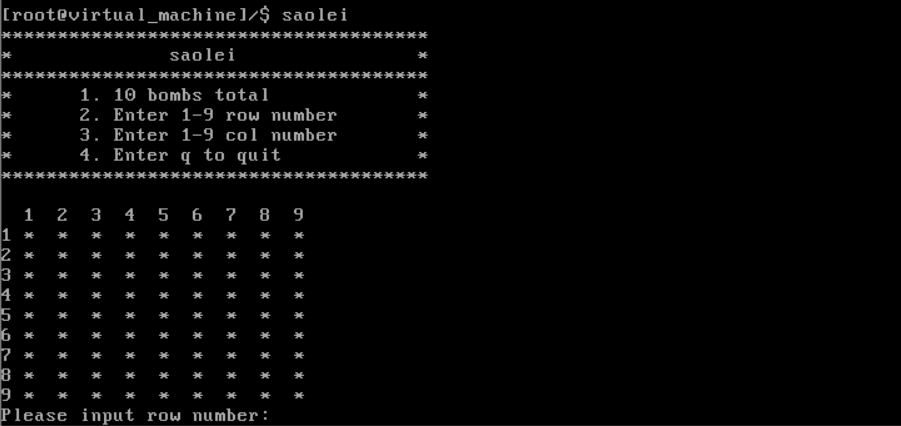 [root@virtual_machine]/$ saolei
**************************************
* saolei *
**************************************
* 1. 10 bombs total *
* 2. Enter 1-9 row number *
* 3. Enter 1-9 col number *
* 4. Enter q to quit *
**************************************
1 2 3 4 5 6 7 8 9
1 * * * * * * * * *
2 * * * * * * * * *
3 * * * * * * * * *
4 * * * * * * * * *
5 * * * * * * * * *
6 * * * * * * * * *
7 * * * * * * * * *
8 * * * * * * * * *
9 * * * * * * * * *
Please input row number: